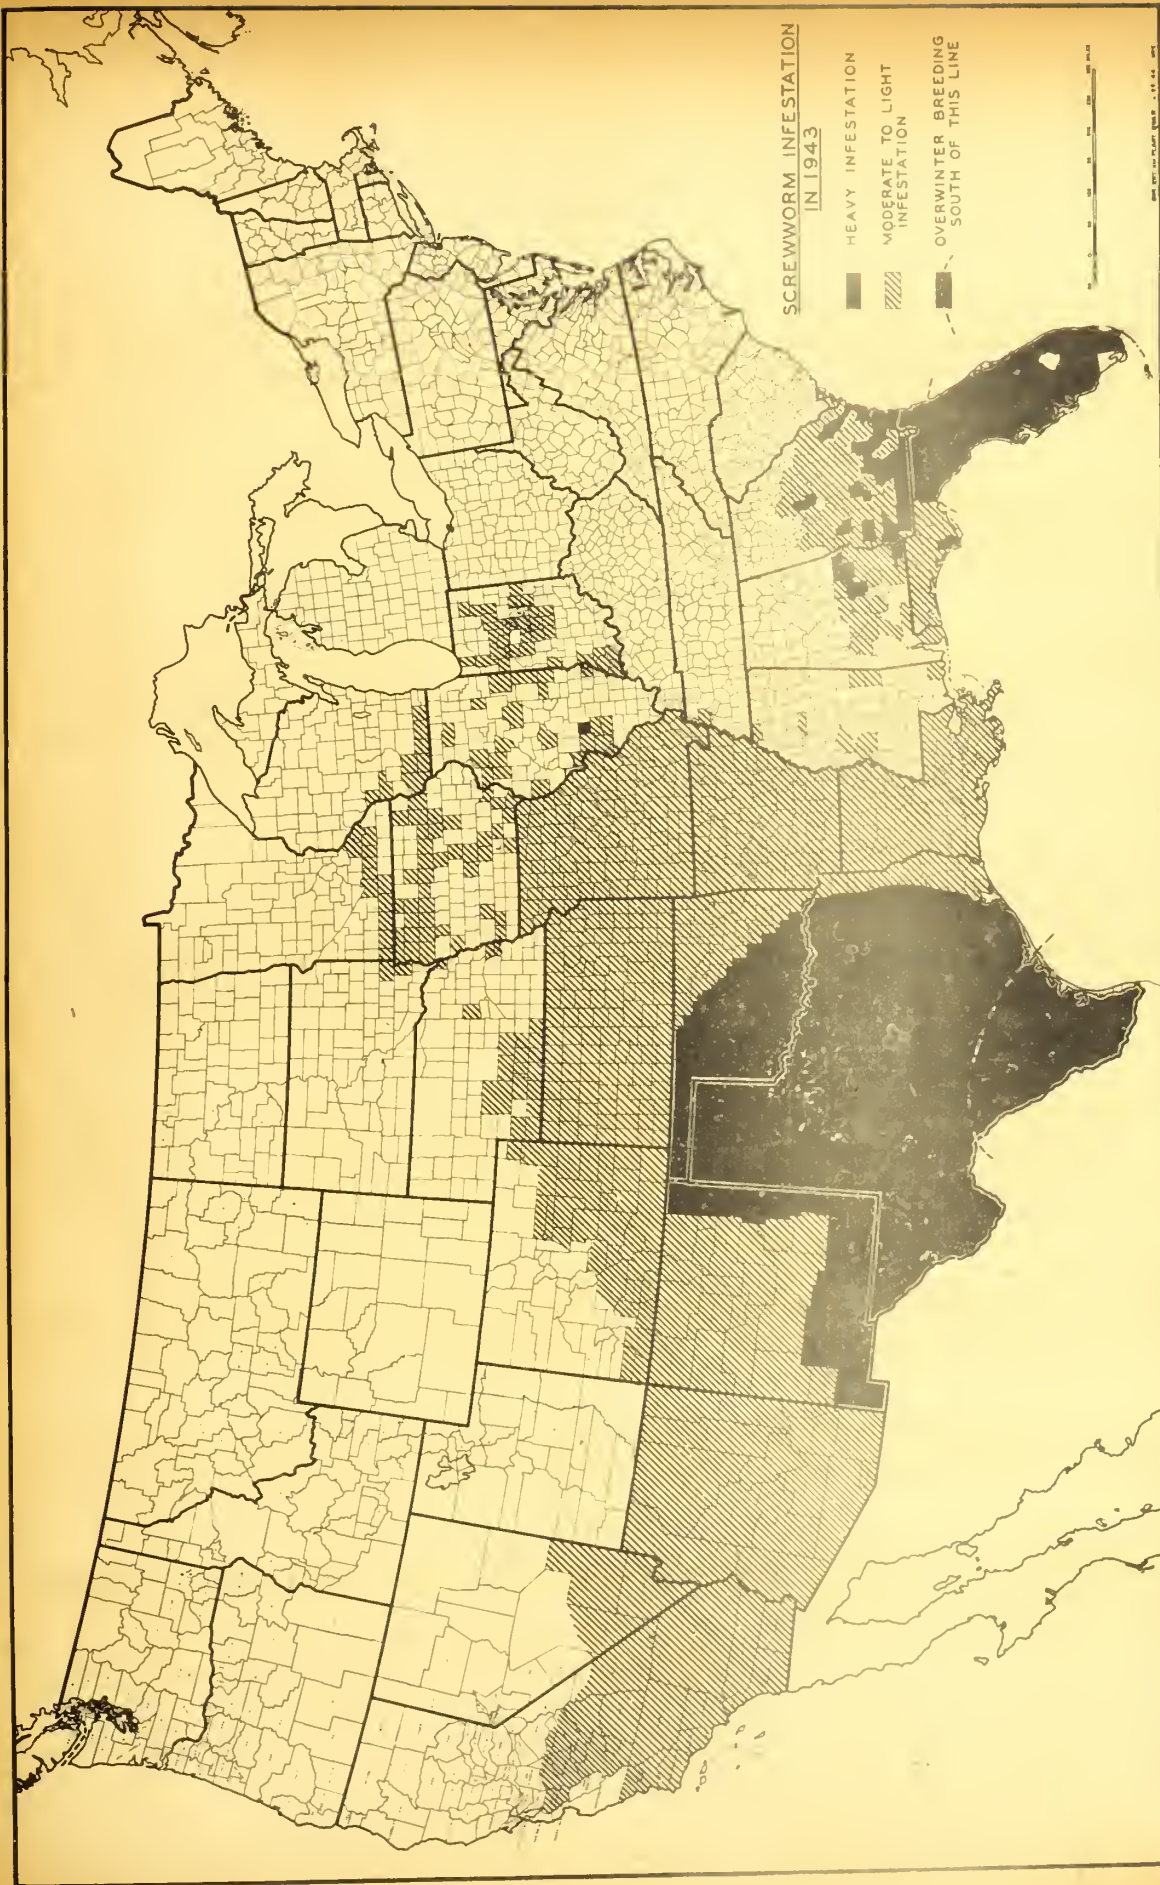 SCREWWORM INFESTATION
IN 1943
HEAVY INFESTATION
MODERATE TO LIGHT
INFESTATION
OVERWINTER BREEDING
SOUTH OF THIS LINE